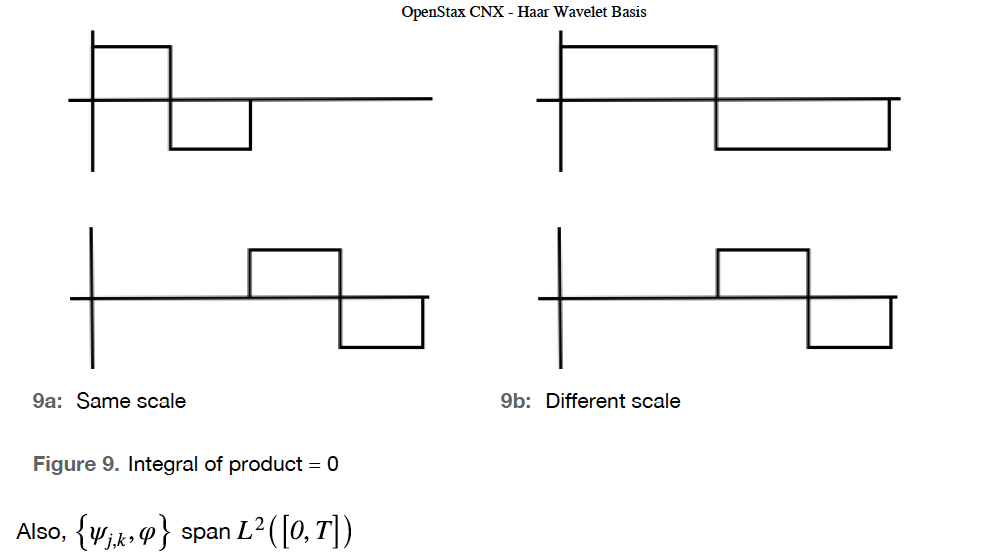 OpenStax CNX - Haar Wavelet Basis
9a: Same scale
9b: Different scale
Figure 9. Integral of product = 0
Also, {ψj,k, φ} span L²([0, T])